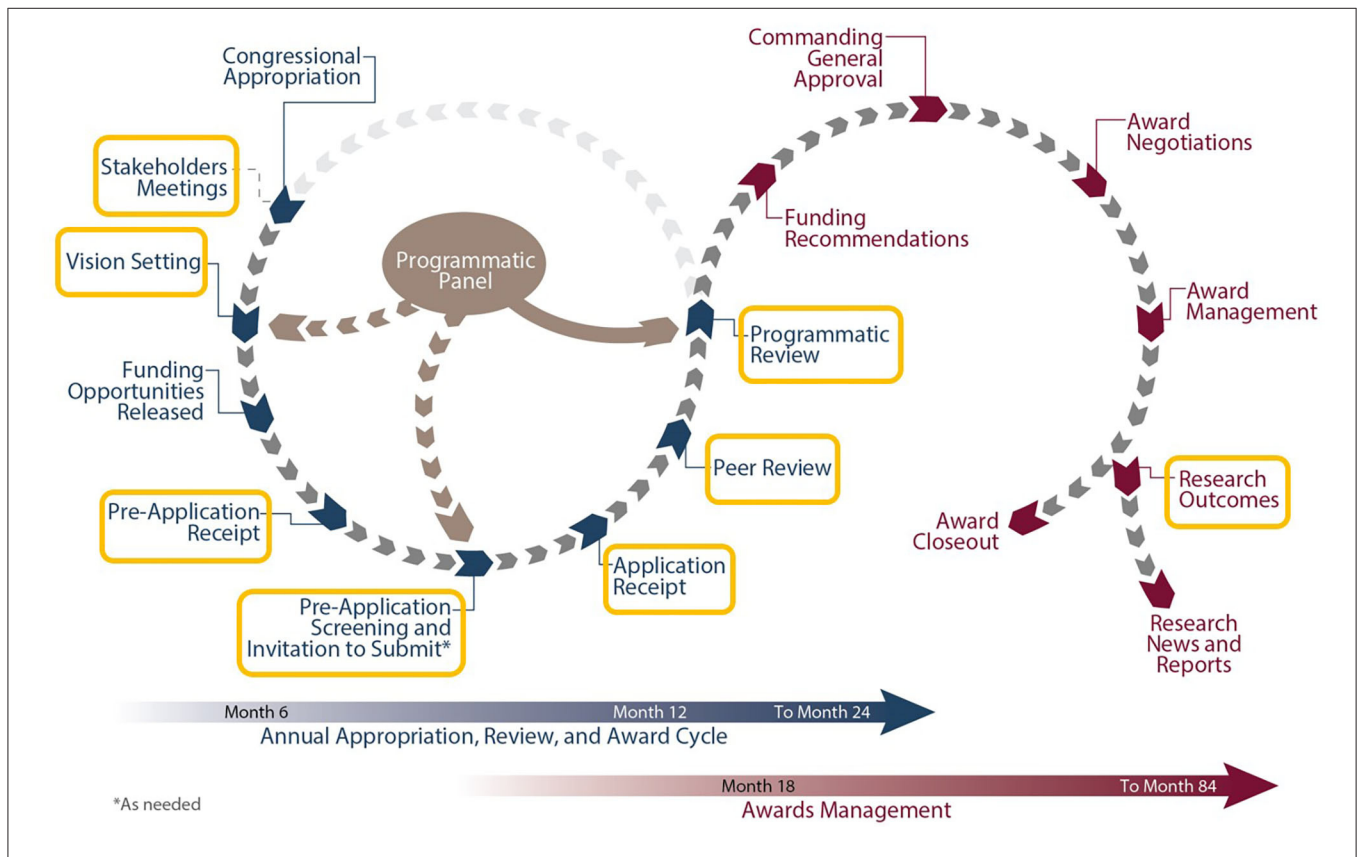 Congressional
Appropriation
Stakeholders
Meetings
Vision Setting
Funding
Opportunities
Released
Pre-Application
Receipt
Pre-Application
Screening and
Invitation to Submit*
Application
Receipt
Peer Review
Programmatic
Review
Programmatic
Panel
Funding
Recommendations
Commanding
General
Approval
Award
Negotiations
Award
Management
Research
Outcomes
Award
Closeout
Research
News and
Reports
Month 6
Month 12
To Month 24
Annual Appropriation, Review, and Award Cycle
Month 18
To Month 84
Awards Management
*As needed